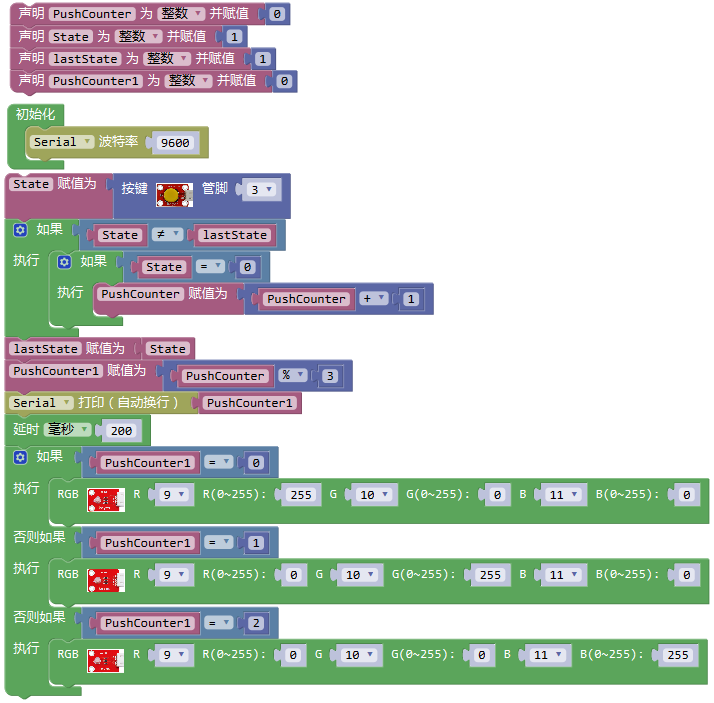 声明 PushCounter 为 整数 并赋值 0
声明 State 为 整数 并赋值 1
声明 lastState 为 整数 并赋值 1
声明 PushCounter1 为 整数 并赋值 0
初始化
Serial 波特率 9600
State 赋值为 按键 管脚 3
如果 State ≠ lastState
执行 如果 State = 0
执行 PushCounter 赋值为 PushCounter + 1
lastState 赋值为 State
PushCounter1 赋值为 PushCounter % 3
Serial 打印（自动换行） PushCounter1
延时 毫秒 200
如果 PushCounter1 = 0
执行 RGB R 9 R(0~255): 255 G 10 G(0~255): 0 B 11 B(0~255): 0
否则如果 PushCounter1 = 1
执行 RGB R 9 R(0~255): 0 G 10 G(0~255): 255 B 11 B(0~255): 0
否则如果 PushCounter1 = 2
执行 RGB R 9 R(0~255): 0 G 10 G(0~255): 0 B 11 B(0~255): 255